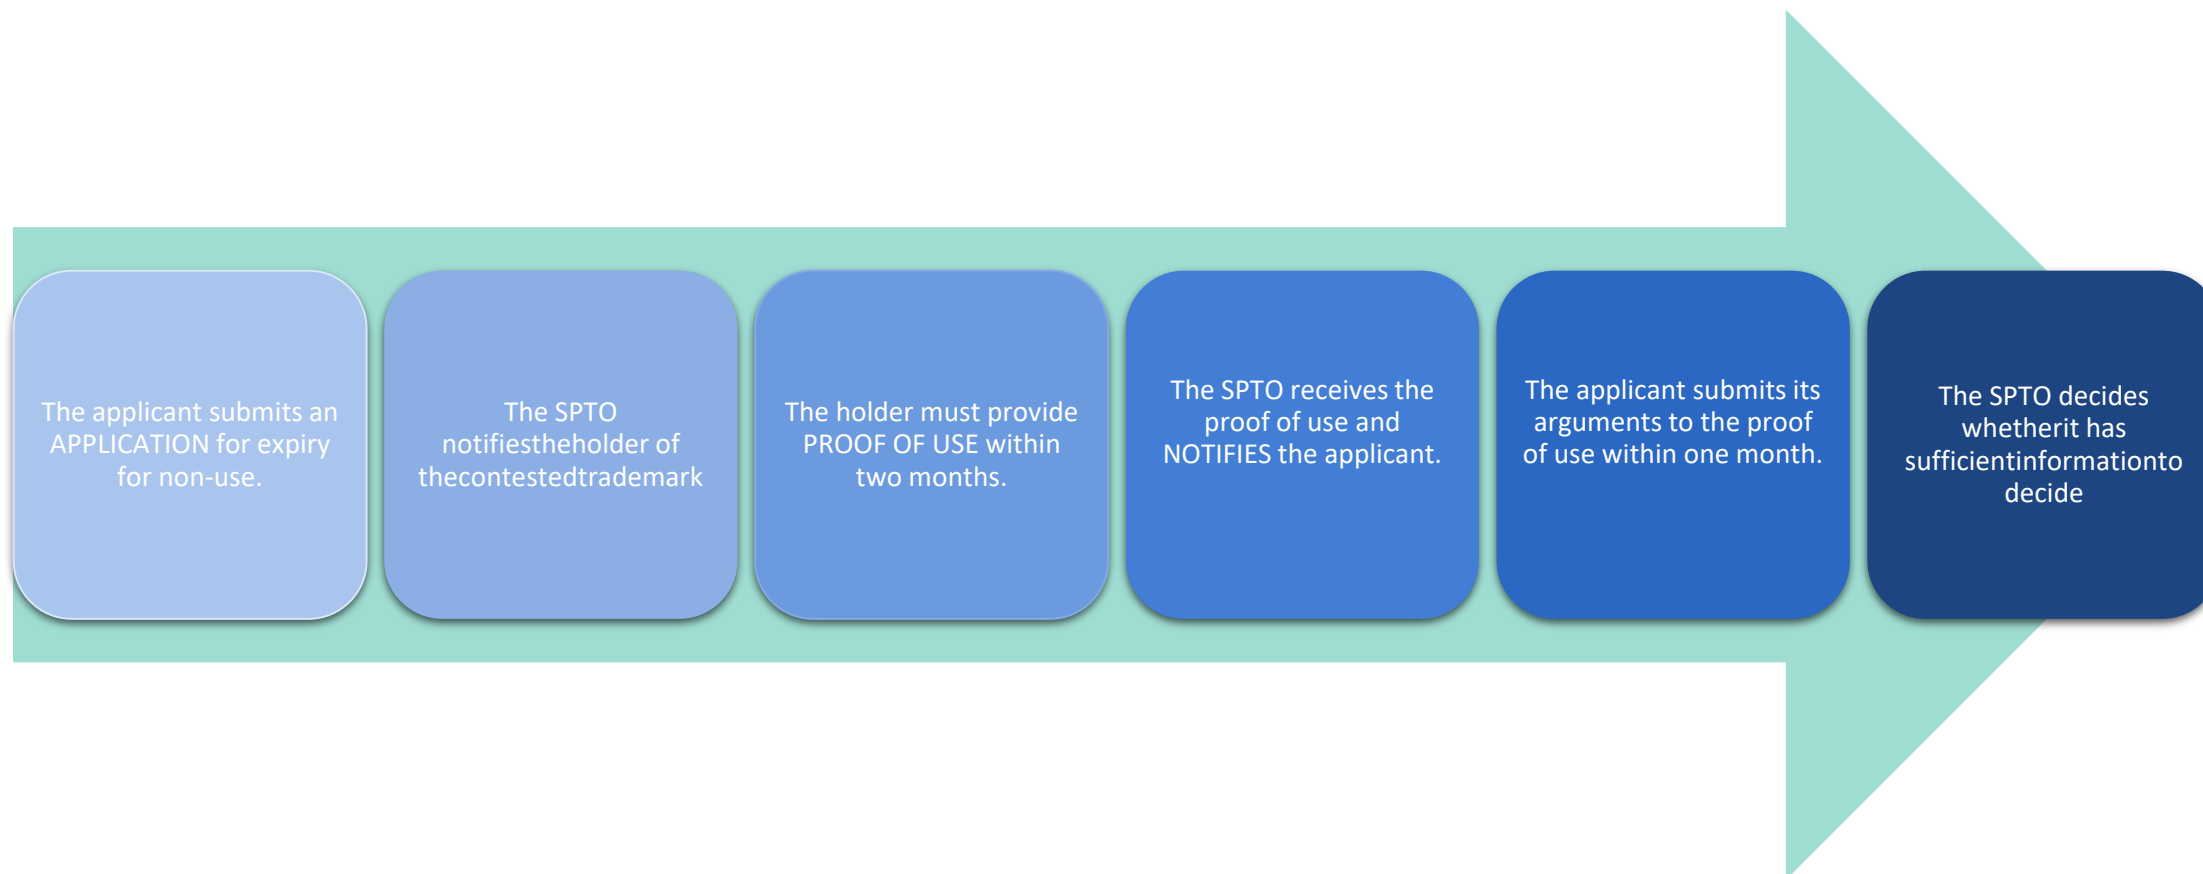 The applicant submits an
APPLICATION for expiry
for non-use.
The SPTO
notifiestheholder of
thecontestedtrademark
The holder must provide
PROOF OF USE within
two months.
The SPTO receives the
proof of use and
NOTIFIES the applicant.
The applicant submits its
arguments to the proof
of use within one month.
The SPTO decides
whetherit has
sufficientinformationto
decide